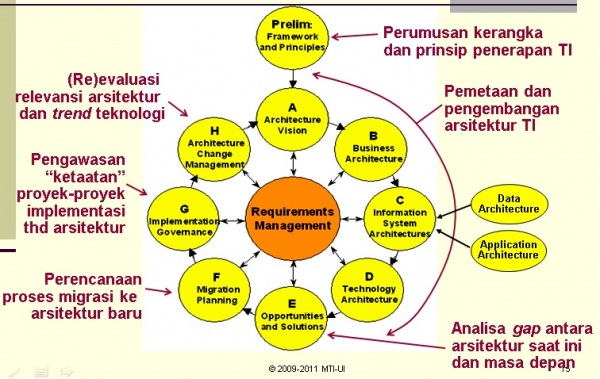 Prelim:
Framework
and Principles
Perumusan kerangka
dan prinsip penerapan TI
(Re)evaluasi
relevansi arsitektur
dan trend teknologi
Pemetaan dan
pengembangan
arsitektur TI
A
Architecture
Vision
H
Architecture
Change
Management
B
Business
Architecture
Pengawasan
“ketaatan”
proyek-proyek
implementasi
thd arsitektur
G
Implementation
Governance
Requirements
Management
C
Information
System
Architectures
Data
Architecture
Application
Architecture
Perencanaan
proses migrasi ke
arsitektur baru
F
Migration
Planning
D
Technology
Architecture
E
Opportunities
and Solutions
Analisa gap antara
arsitektur saat ini
dan masa depan
© 2009-2011 MTI-UI